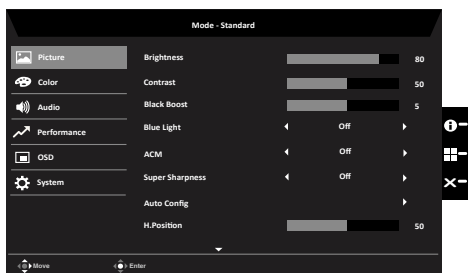 Mode - Standard
Picture
Color
Audio
Performance
OSD
System
Brightness 80
Contrast 50
Black Boost 5
Blue Light Off
ACM Off
Super Sharpness Off
Auto Config
H.Position 50
Move Enter